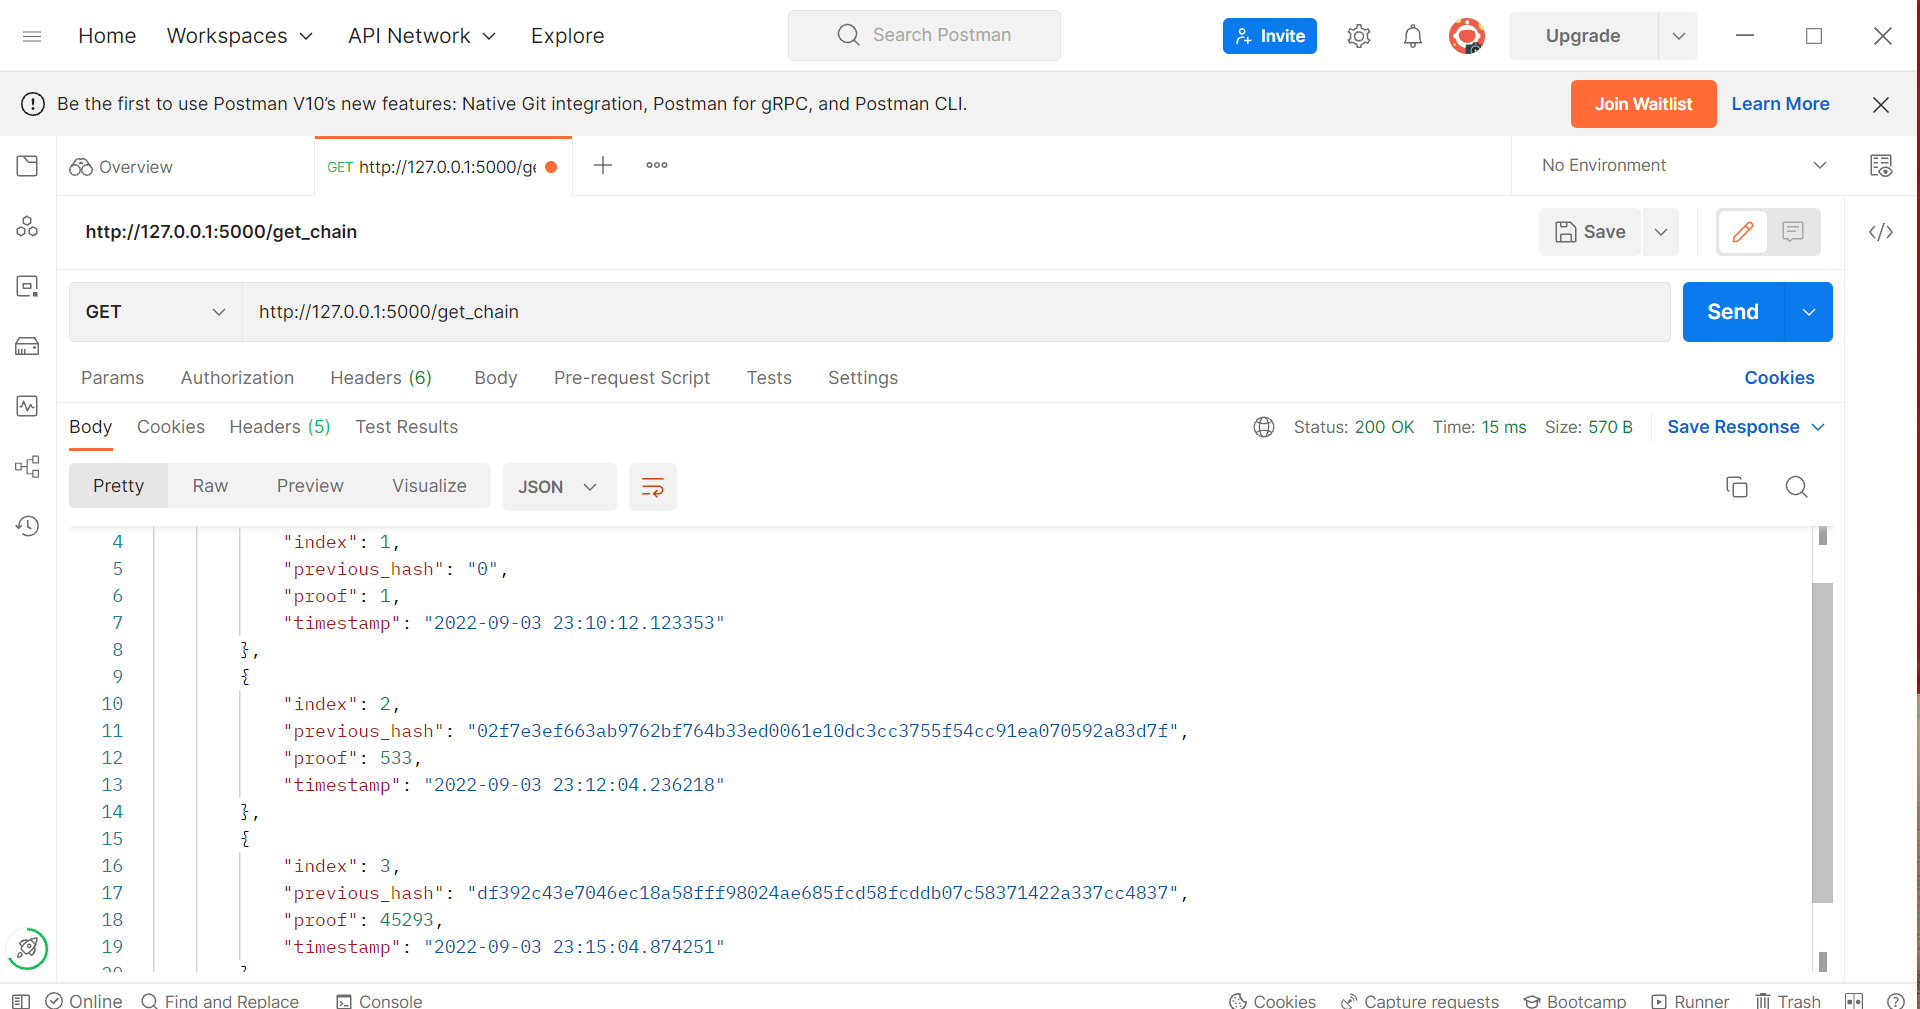 Home Workspaces API Network Explore Search Postman Invite Upgrade
Be the first to use Postman V10’s new features: Native Git integration, Postman for gRPC, and Postman CLI. Join Waitlist Learn More
Overview GET http://127.0.0.1:5000/ge No Environment
http://127.0.0.1:5000/get_chain Save
GET http://127.0.0.1:5000/get_chain Send
Params Authorization Headers (6) Body Pre-request Script Tests Settings Cookies
Body Cookies Headers (5) Test Results Status: 200 OK Time: 15 ms Size: 570 B Save Response
Pretty Raw Preview Visualize JSON
4 "index": 1,
5 "previous_hash": "0",
6 "proof": 1,
7 "timestamp": "2022-09-03 23:10:12.123353"
8 },
9 {
10 "index": 2,
11 "previous_hash": "02f7e3ef663ab9762bf764b33ed0061e10dc3cc3755f54cc91ea070592a83d7f",
12 "proof": 533,
13 "timestamp": "2022-09-03 23:12:04.236218"
14 },
15 {
16 "index": 3,
17 "previous_hash": "df392c43e7046ec18a58fff98024ae685fcd58fcddb07c58371422a337cc4837",
18 "proof": 45293,
19 "timestamp": "2022-09-03 23:15:04.874251"
20 }
Online Find and Replace Console Cookies Capture requests Bootcamp Runner Trash